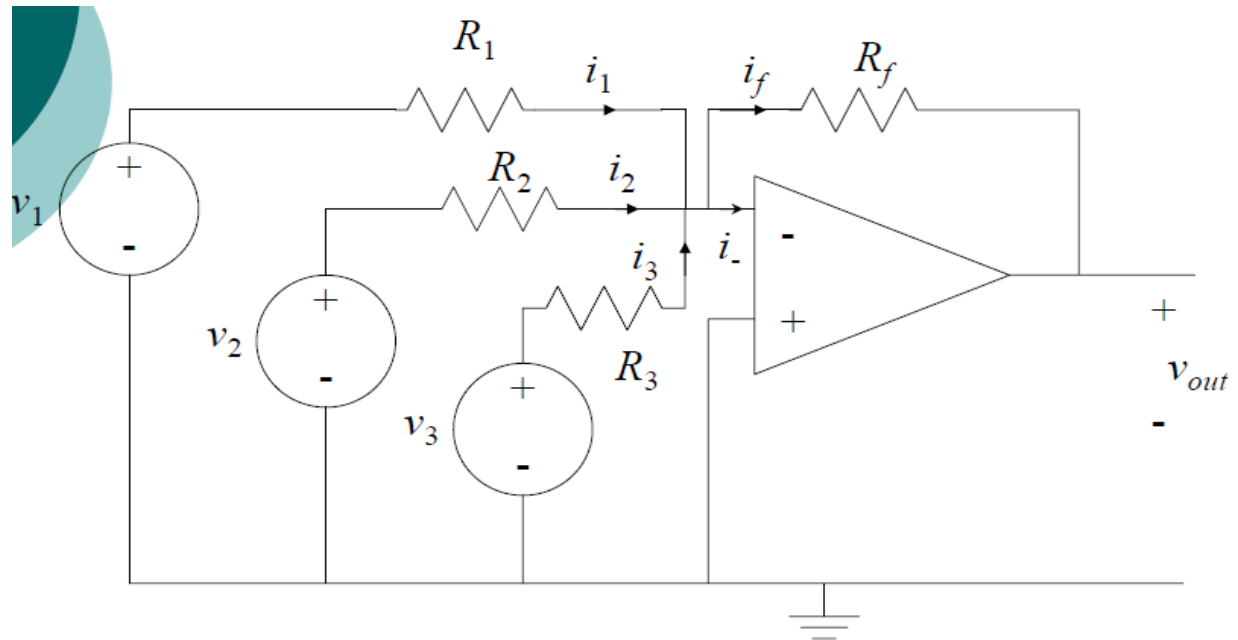 R1
i1
if
Rf
+
v1
-
R2
i2
i-
-
+
v2
-
i3
R3
+
v3
-
+
+
vout
-